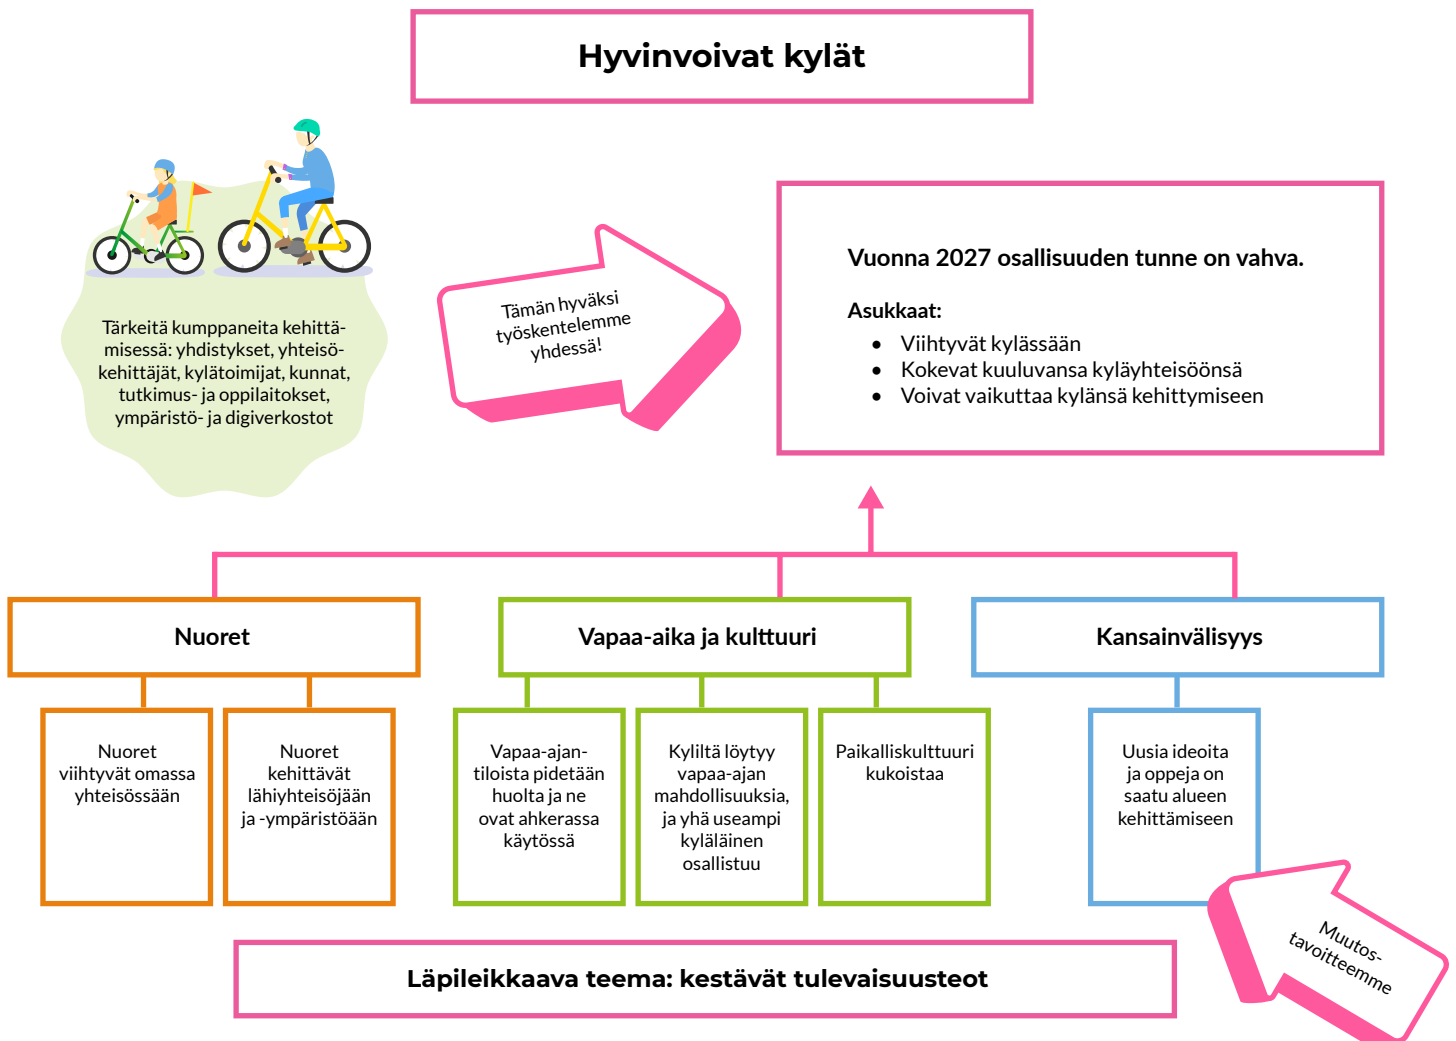 Hyvinvoivat kylät
Tärkeitä kumppaneita kehittä-
misessä: yhdistykset, yhteisö-
kehittäjät, kylätoimijat, kunnat,
tutkimus- ja oppilaitokset,
ympäristö- ja digiverkostot
Tämän hyväksi
työskentelemme
yhdessä!
Vuonna 2027 osallisuuden tunne on vahva.
Asukkaat:
• Viihtyvät kylässään
• Kokevat kuuluvansa kyläyhteisöönsä
• Voivat vaikuttaa kylänsä kehittymiseen
Nuoret
Nuoret
viihtyvät omassa
yhteisössään
Nuoret
kehittävät
lähiyhteisöjään
ja -ympäristöään
Vapaa-aika ja kulttuuri
Vapaa-ajan-
tiloista pidetään
huolta ja ne
ovat ahkerassa
käytössä
Kyliltä löytyy
vapaa-ajan
mahdollisuuksia,
ja yhä useampi
kyläläinen
osallistuu
Paikalliskulttuuri
kukoistaa
Kansainvälisyys
Uusia ideoita
ja oppeja on
saatu alueen
kehittämiseen
Muutos-
tavoitteemme
Läpileikkaava teema: kestävät tulevaisuusteot